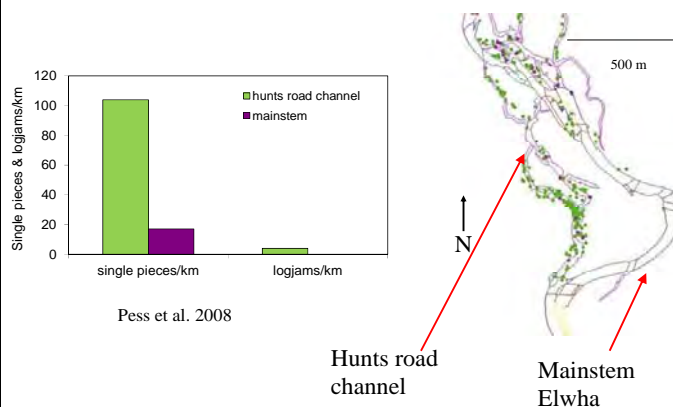 120
100
80
60
40
20
0
Single pieces & logjams/km
hunts road channel
mainstem
single pieces/km
logjams/km
Pess et al. 2008
500 m
N
Hunts road
channel
Mainstem
Elwha